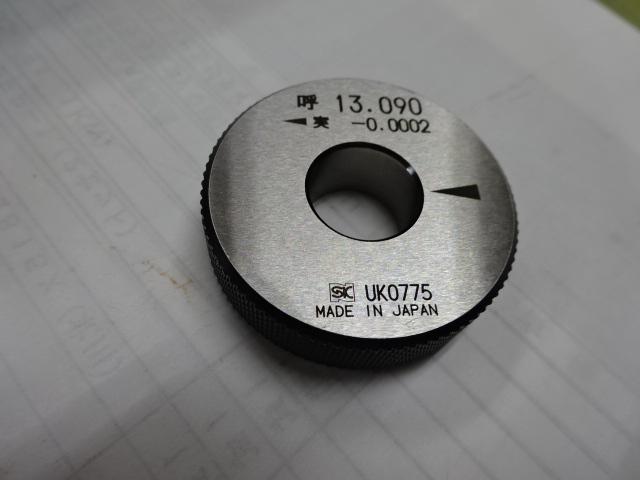 呼 13.090
実 -0.0002
SK UK0775
MADE IN JAPAN